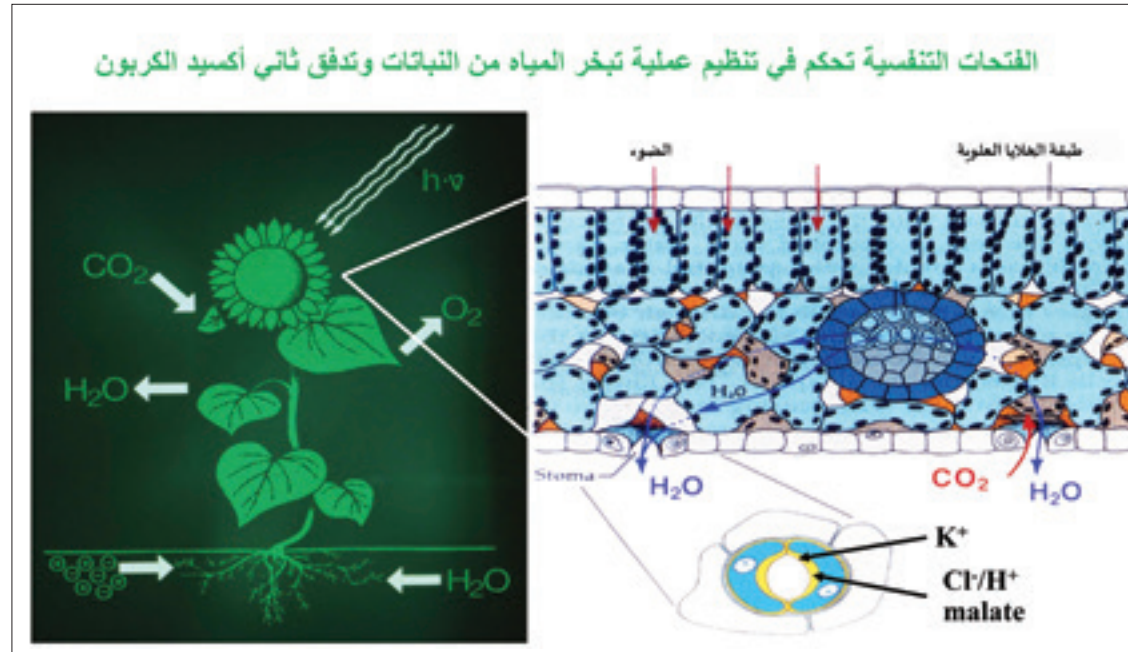 الفتحات التنفسية تحكم في تنظيم عملية تبخر المياه من النباتات وتدفق ثاني أكسيد الكربون
h·ν
CO₂
O₂
H₂O
H₂O
الضوء
طبقة الخلايا العلوية
H₂O
Stoma
H₂O
CO₂
H₂O
K⁺
Cl⁻/H⁺
malate